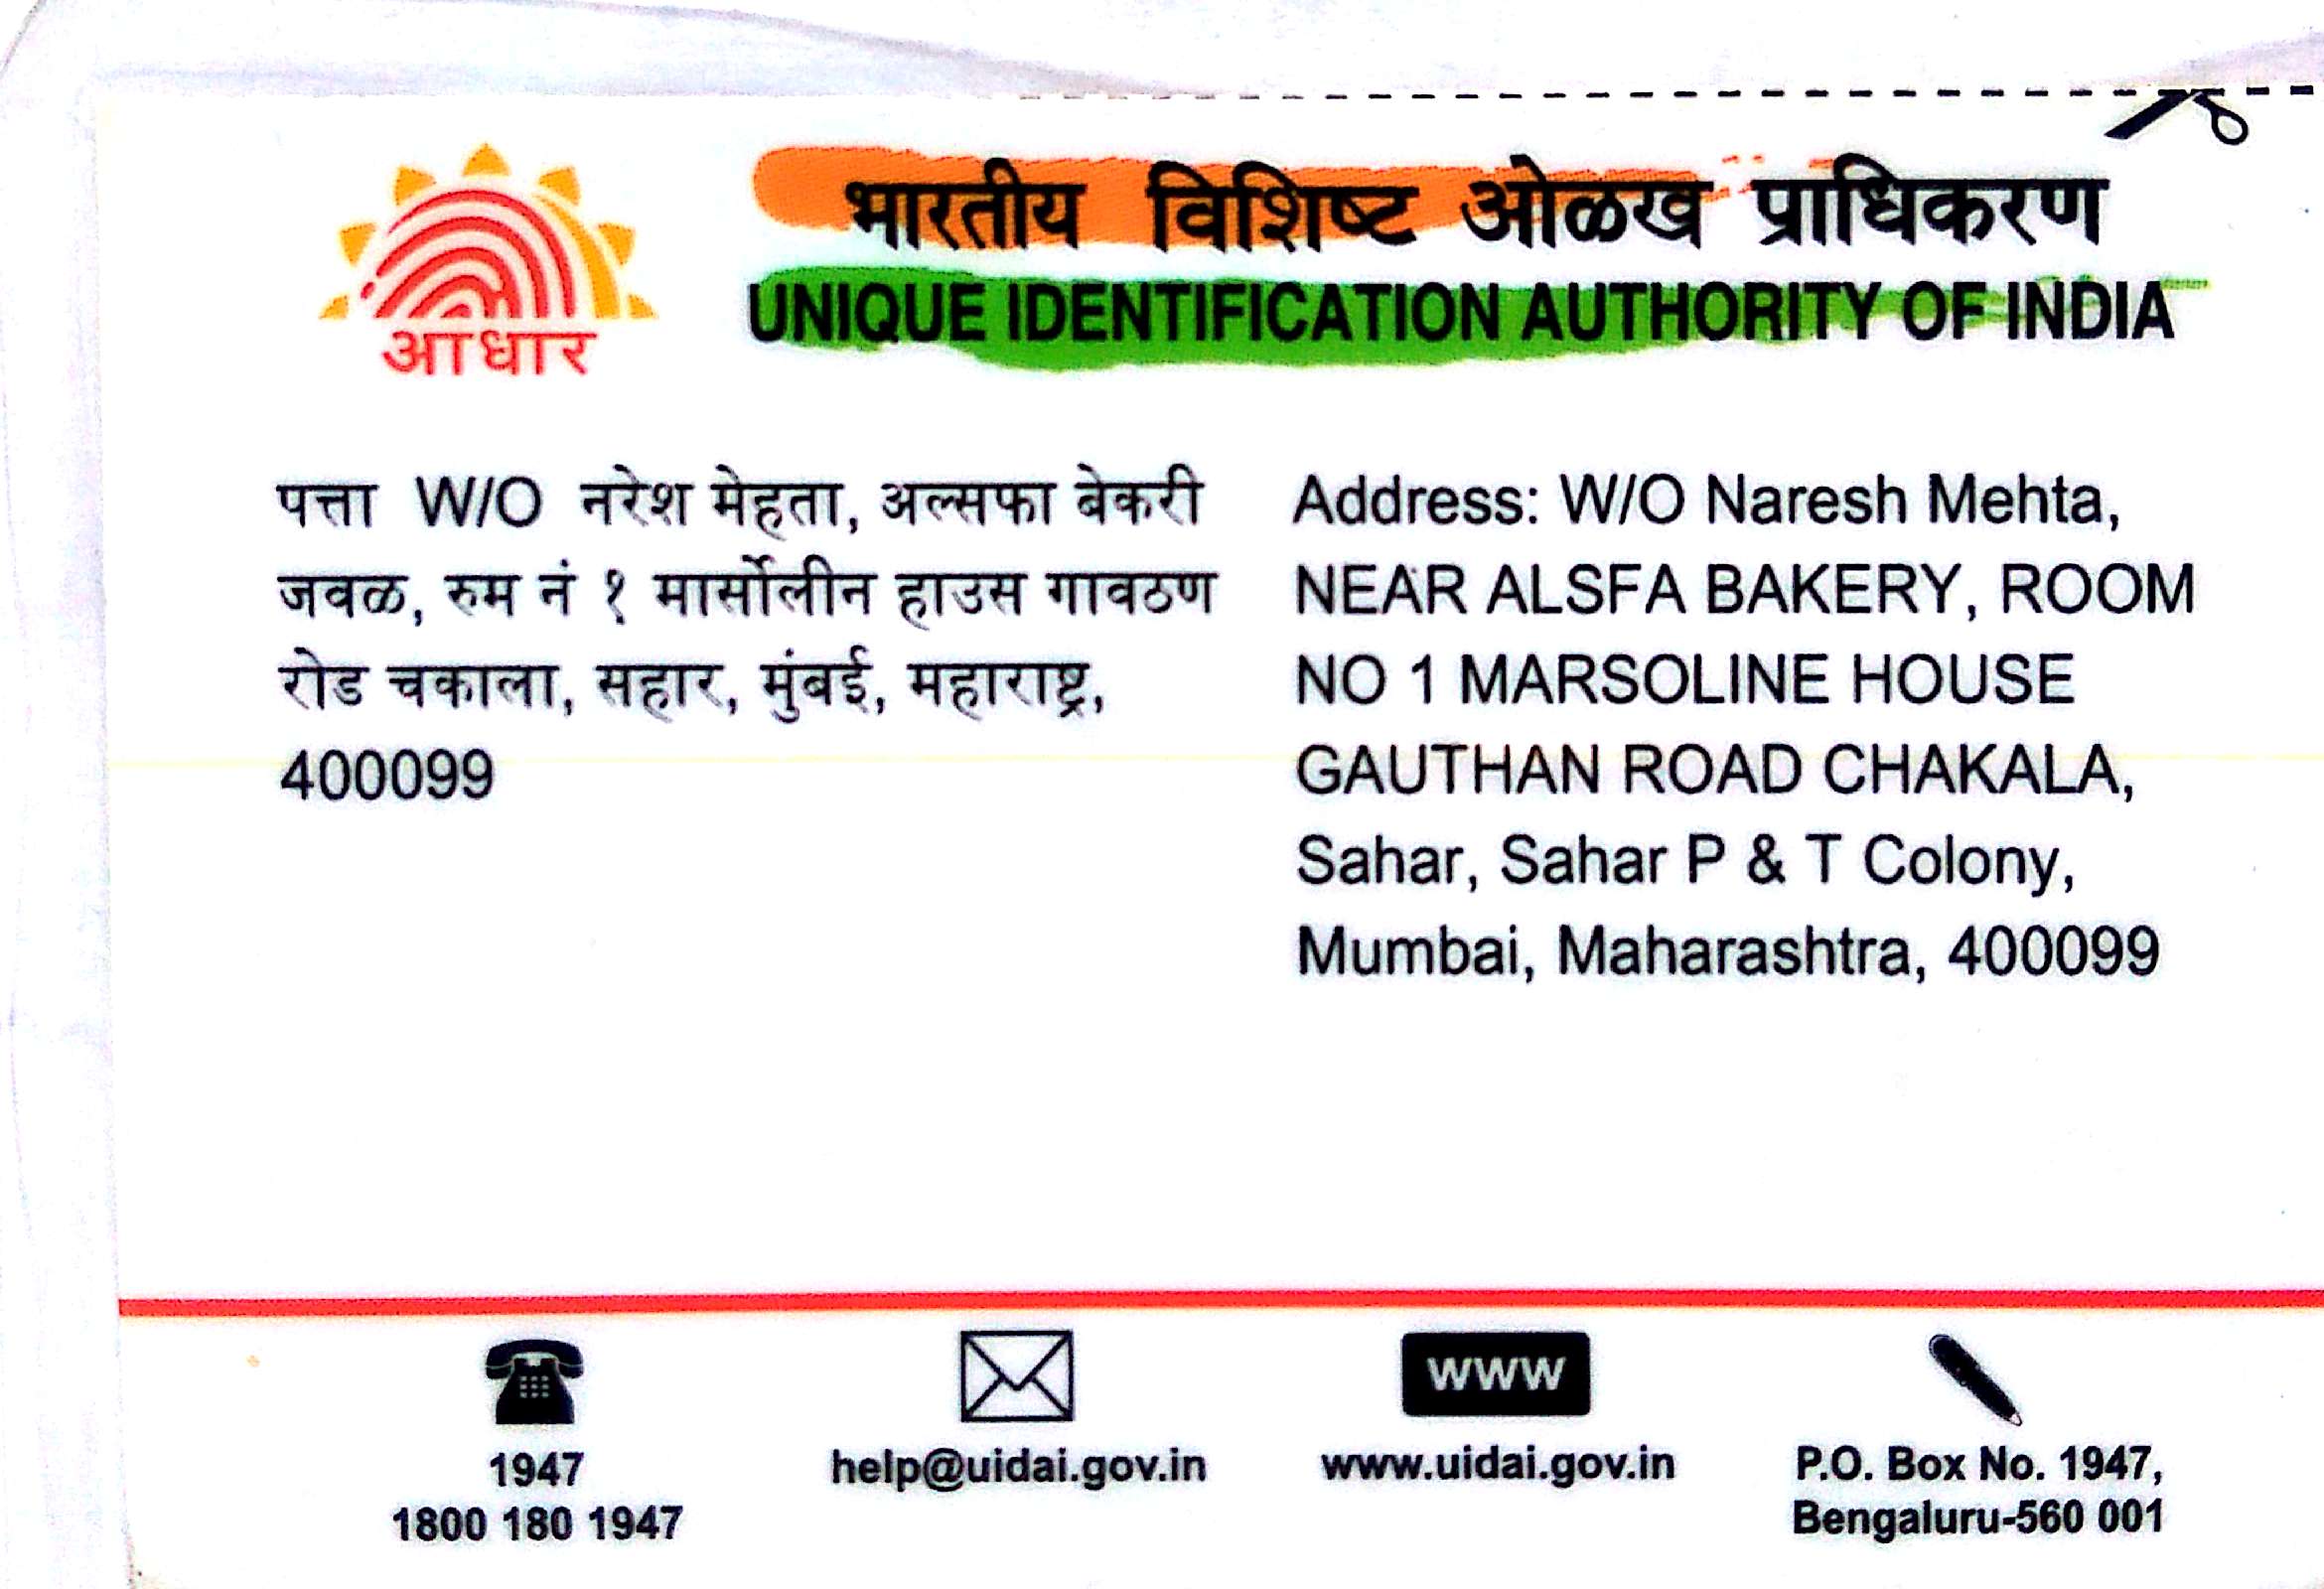 आधार
भारतीय विशिष्ट ओळख प्राधिकरण
UNIQUE IDENTIFICATION AUTHORITY OF INDIA
पत्ता W/O नरेश मेहता, अल्सफा बेकरी
जवळ, रुम नं १ मार्सोलीन हाउस गावठण
रोड चकाला, सहार, मुंबई, महाराष्ट्र,
400099
Address: W/O Naresh Mehta,
NEAR ALSFA BAKERY, ROOM
NO 1 MARSOLINE HOUSE
GAUTHAN ROAD CHAKALA,
Sahar, Sahar P & T Colony,
Mumbai, Maharashtra, 400099
1947
1800 180 1947
help@uidai.gov.in
www
www.uidai.gov.in
P.O. Box No. 1947,
Bengaluru-560 001